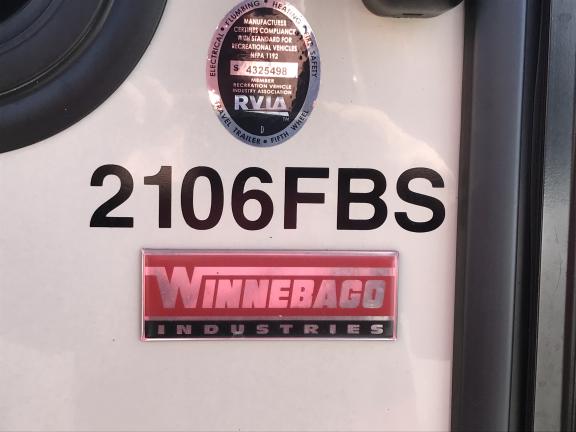 ELECTRICAL • PLUMBING • HEATING • FIRE SAFETY
MANUFACTURER
CERTIFIES COMPLIANCE
WITH STANDARD FOR
RECREATIONAL VEHICLES
NFPA 1192
S 4325498
MEMBER
RECREATION VEHICLE
INDUSTRY ASSOCIATION
RVIA TM
D
TRAVEL TRAILER • FIFTH WHEEL
2106FBS
WINNEBAGO
INDUSTRIES